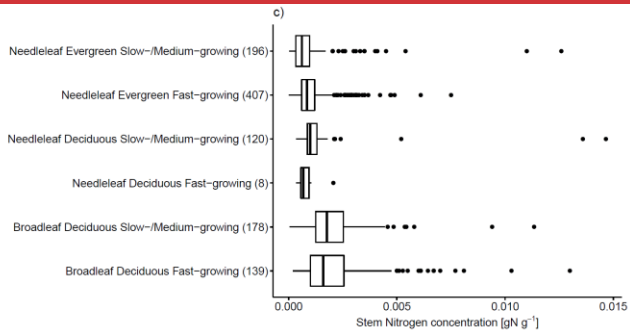 c)
Needleleaf Evergreen Slow−/Medium−growing (196)
Needleleaf Evergreen Fast−growing (407)
Needleleaf Deciduous Slow−/Medium−growing (120)
Needleleaf Deciduous Fast−growing (8)
Broadleaf Deciduous Slow−/Medium−growing (178)
Broadleaf Deciduous Fast−growing (139)
0.000 0.005 0.010 0.015
Stem Nitrogen concentration [gN g⁻¹]